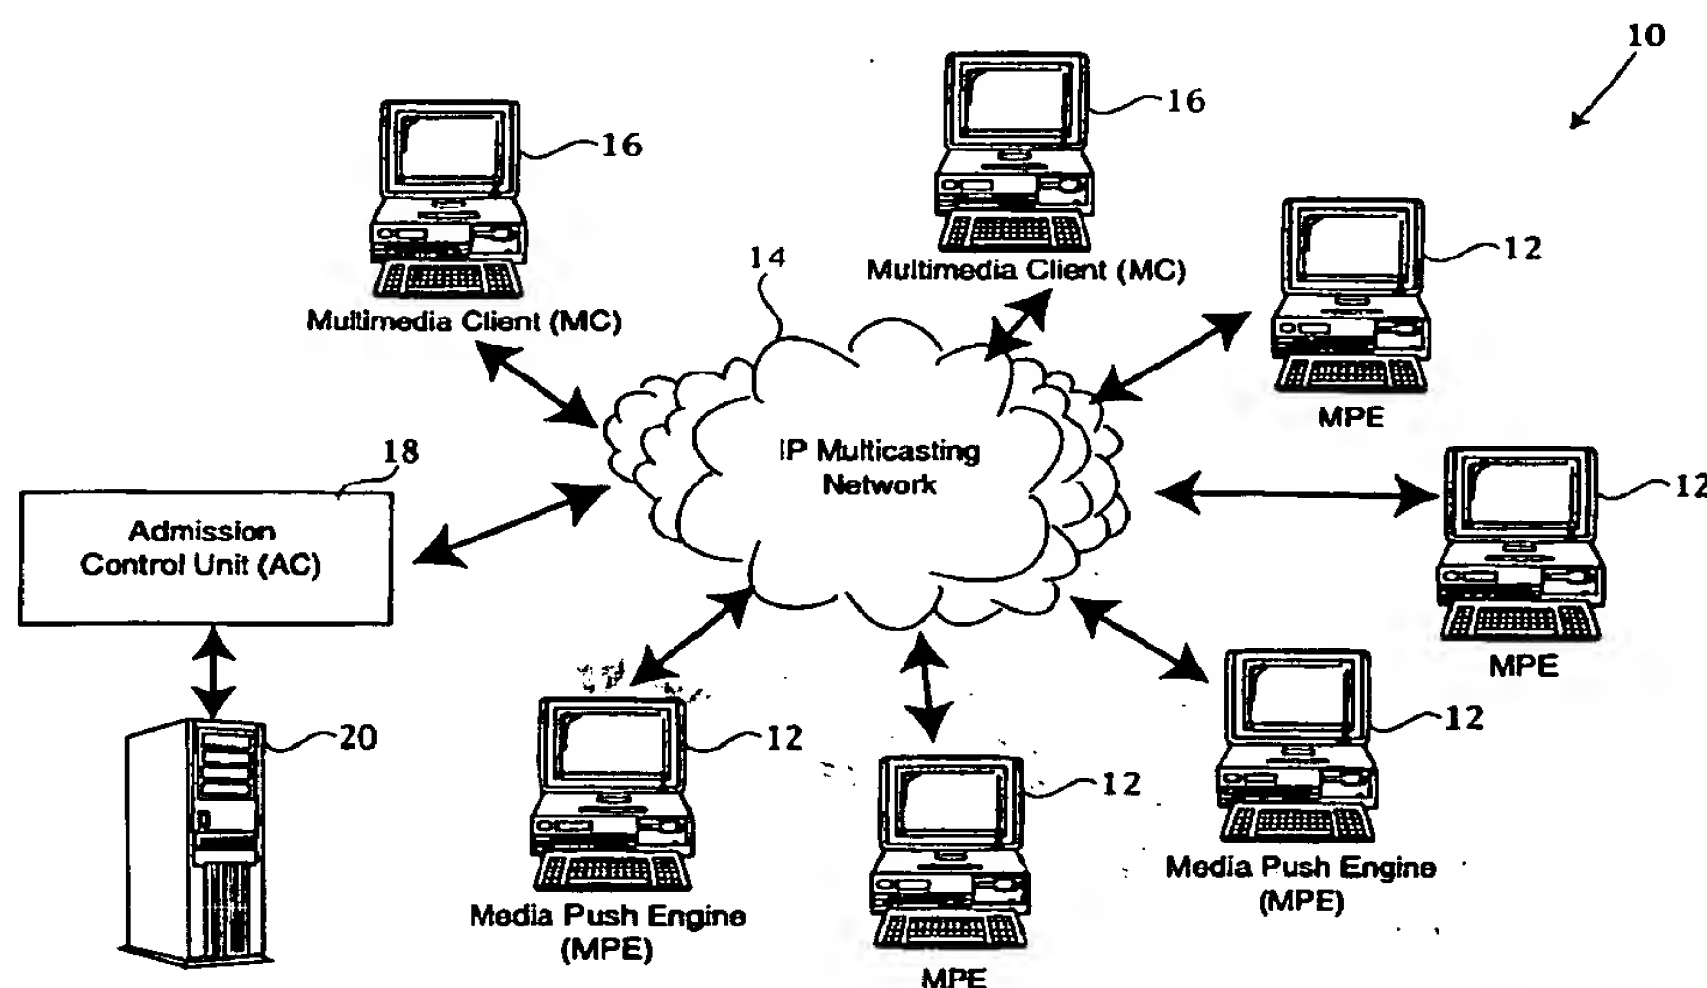 10
16
16
12
14
Multimedia Client (MC)
Multimedia Client (MC)
MPE
IP Multicasting
Network
18
12
Admission
Control Unit (AC)
MPE
20
12
12
12
Media Push Engine
(MPE)
Media Push Engine
(MPE)
MPE